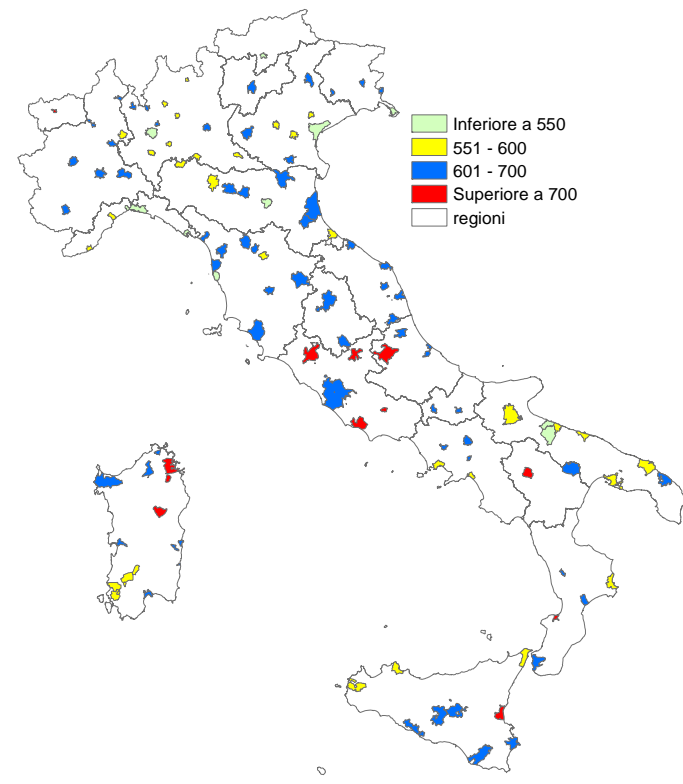 Inferiore a 550
551 - 600
601 - 700
Superiore a 700
regioni